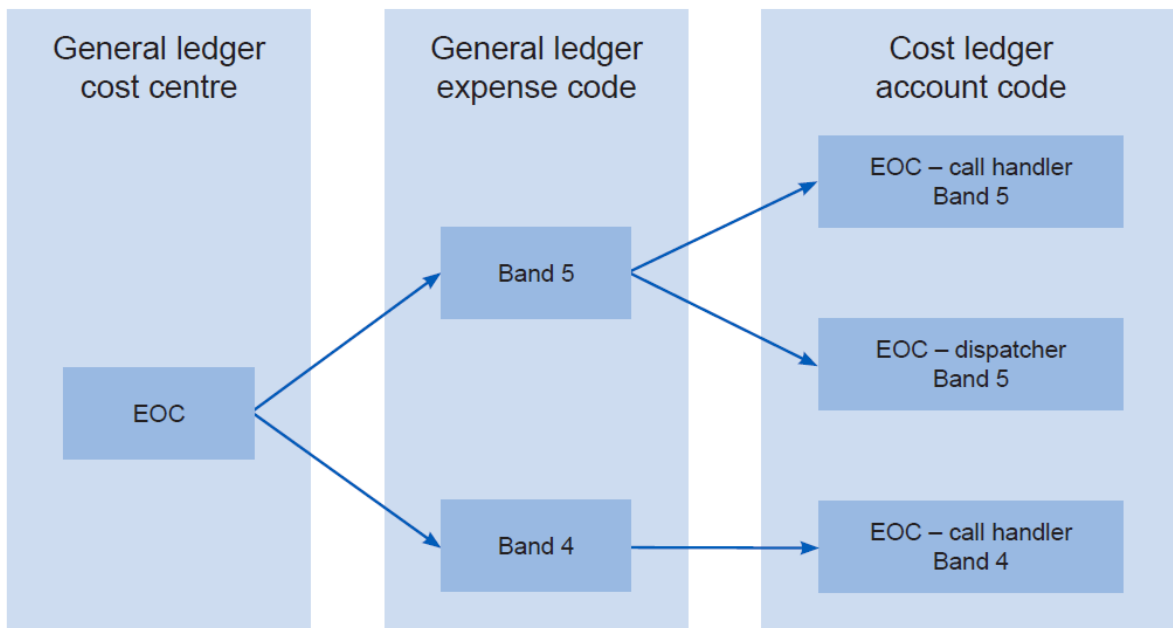 General ledger
cost centre
General ledger
expense code
Cost ledger
account code
EOC
Band 5
Band 4
EOC – call handler
Band 5
EOC – dispatcher
Band 5
EOC – call handler
Band 4